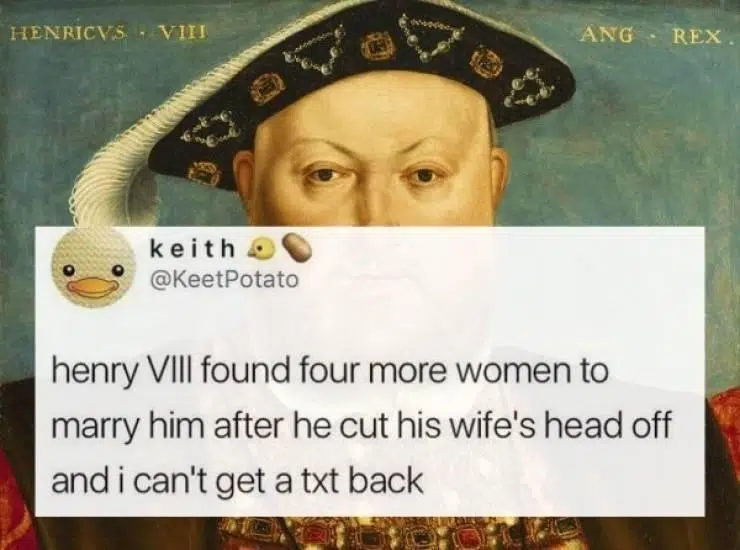 HENRICVS · VIII
ANG · REX.
keith
@KeetPotato
henry VIII found four more women to
marry him after he cut his wife's head off
and i can't get a txt back